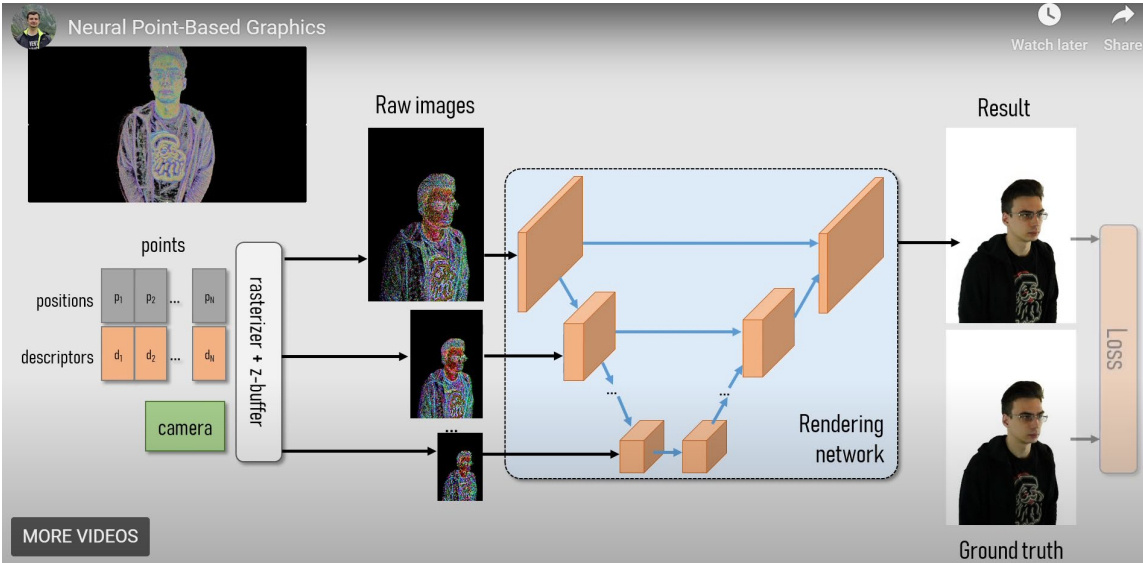 Neural Point-Based Graphics
Watch later
Share
Raw images
Result
points
positions
p1 p2 ... pN
descriptors
d1 d2 ... dN
camera
rasterizer + z-buffer
...
...
...
Rendering
network
Loss
Ground truth
MORE VIDEOS